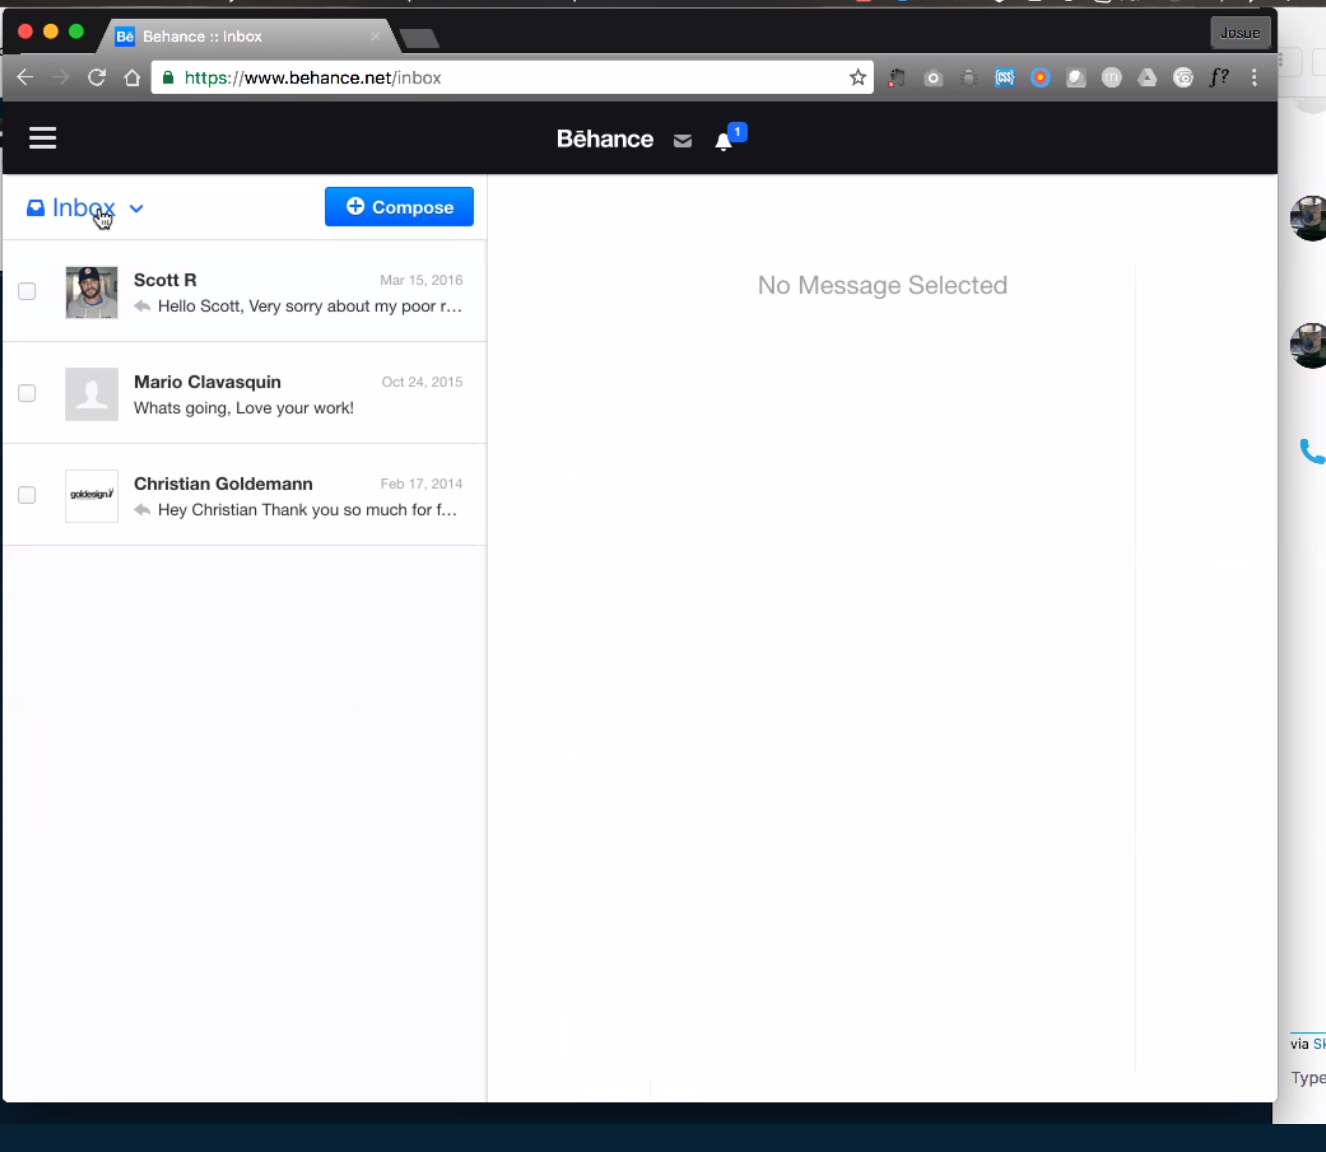 Bē Behance :: Inbox
Josue
https://www.behance.net/inbox
{css}
m
f?
Bēhance
1
Inbox
Compose
Scott R
Mar 15, 2016
Hello Scott, Very sorry about my poor r...
No Message Selected
Mario Clavasquin
Oct 24, 2015
Whats going, Love your work!
goldesign.it
Christian Goldemann
Feb 17, 2014
Hey Christian Thank you so much for f...
via Sk
Type